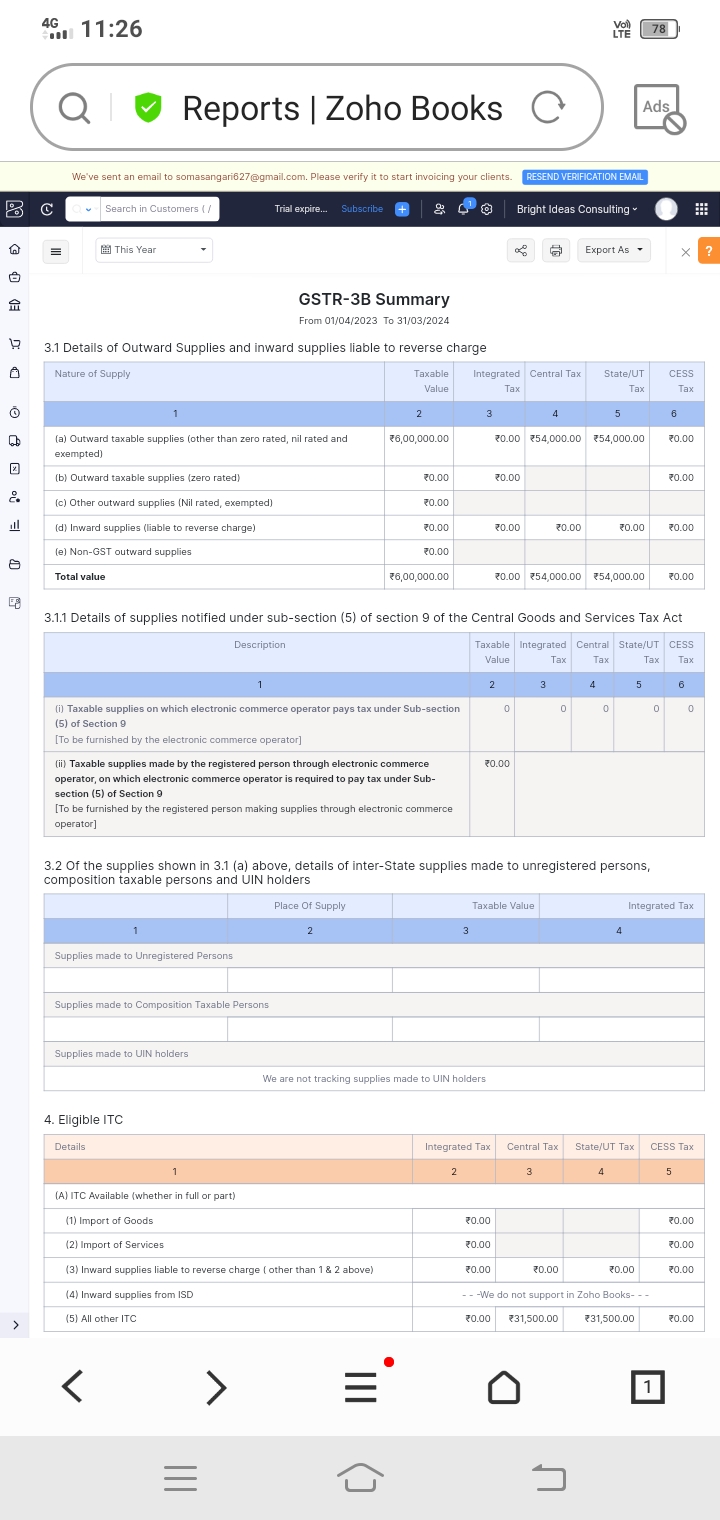 4G 11:26 Vo) LTE 78
Reports | Zoho Books Ads
We've sent an email to somasangari627@gmail.com. Please verify it to start invoicing your clients. RESEND VERIFICATION EMAIL
Search in Customers ( / Trial expire... Subscribe 1 Bright Ideas Consulting
This Year Export As ?
GSTR-3B Summary
From 01/04/2023 To 31/03/2024
3.1 Details of Outward Supplies and inward supplies liable to reverse charge
Nature of Supply Taxable Value Integrated Tax Central Tax State/UT Tax CESS Tax
1 2 3 4 5 6
(a) Outward taxable supplies (other than zero rated, nil rated and exempted) ₹6,00,000.00 ₹0.00 ₹54,000.00 ₹54,000.00 ₹0.00
(b) Outward taxable supplies (zero rated) ₹0.00 ₹0.00 ₹0.00
(c) Other outward supplies (Nil rated, exempted) ₹0.00
(d) Inward supplies (liable to reverse charge) ₹0.00 ₹0.00 ₹0.00 ₹0.00 ₹0.00
(e) Non-GST outward supplies ₹0.00
Total value ₹6,00,000.00 ₹0.00 ₹54,000.00 ₹54,000.00 ₹0.00
3.1.1 Details of supplies notified under sub-section (5) of section 9 of the Central Goods and Services Tax Act
Description Taxable Value Integrated Tax Central Tax State/UT Tax CESS Tax
1 2 3 4 5 6
(i) Taxable supplies on which electronic commerce operator pays tax under Sub-section 0 0 0 0 0
(5) of Section 9
[To be furnished by the electronic commerce operator]
(ii) Taxable supplies made by the registered person through electronic commerce ₹0.00
operator, on which electronic commerce operator is required to pay tax under Sub-
section (5) of Section 9
[To be furnished by the registered person making supplies through electronic commerce
operator]
3.2 Of the supplies shown in 3.1 (a) above, details of inter-State supplies made to unregistered persons,
composition taxable persons and UIN holders
Place Of Supply Taxable Value Integrated Tax
1 2 3 4
Supplies made to Unregistered Persons
Supplies made to Composition Taxable Persons
Supplies made to UIN holders
We are not tracking supplies made to UIN holders
4. Eligible ITC
Details Integrated Tax Central Tax State/UT Tax CESS Tax
1 2 3 4 5
(A) ITC Available (whether in full or part)
(1) Import of Goods ₹0.00 ₹0.00
(2) Import of Services ₹0.00 ₹0.00
(3) Inward supplies liable to reverse charge ( other than 1 & 2 above) ₹0.00 ₹0.00 ₹0.00 ₹0.00
(4) Inward supplies from ISD - - -We do not support in Zoho Books- - -
(5) All other ITC ₹0.00 ₹31,500.00 ₹31,500.00 ₹0.00
1